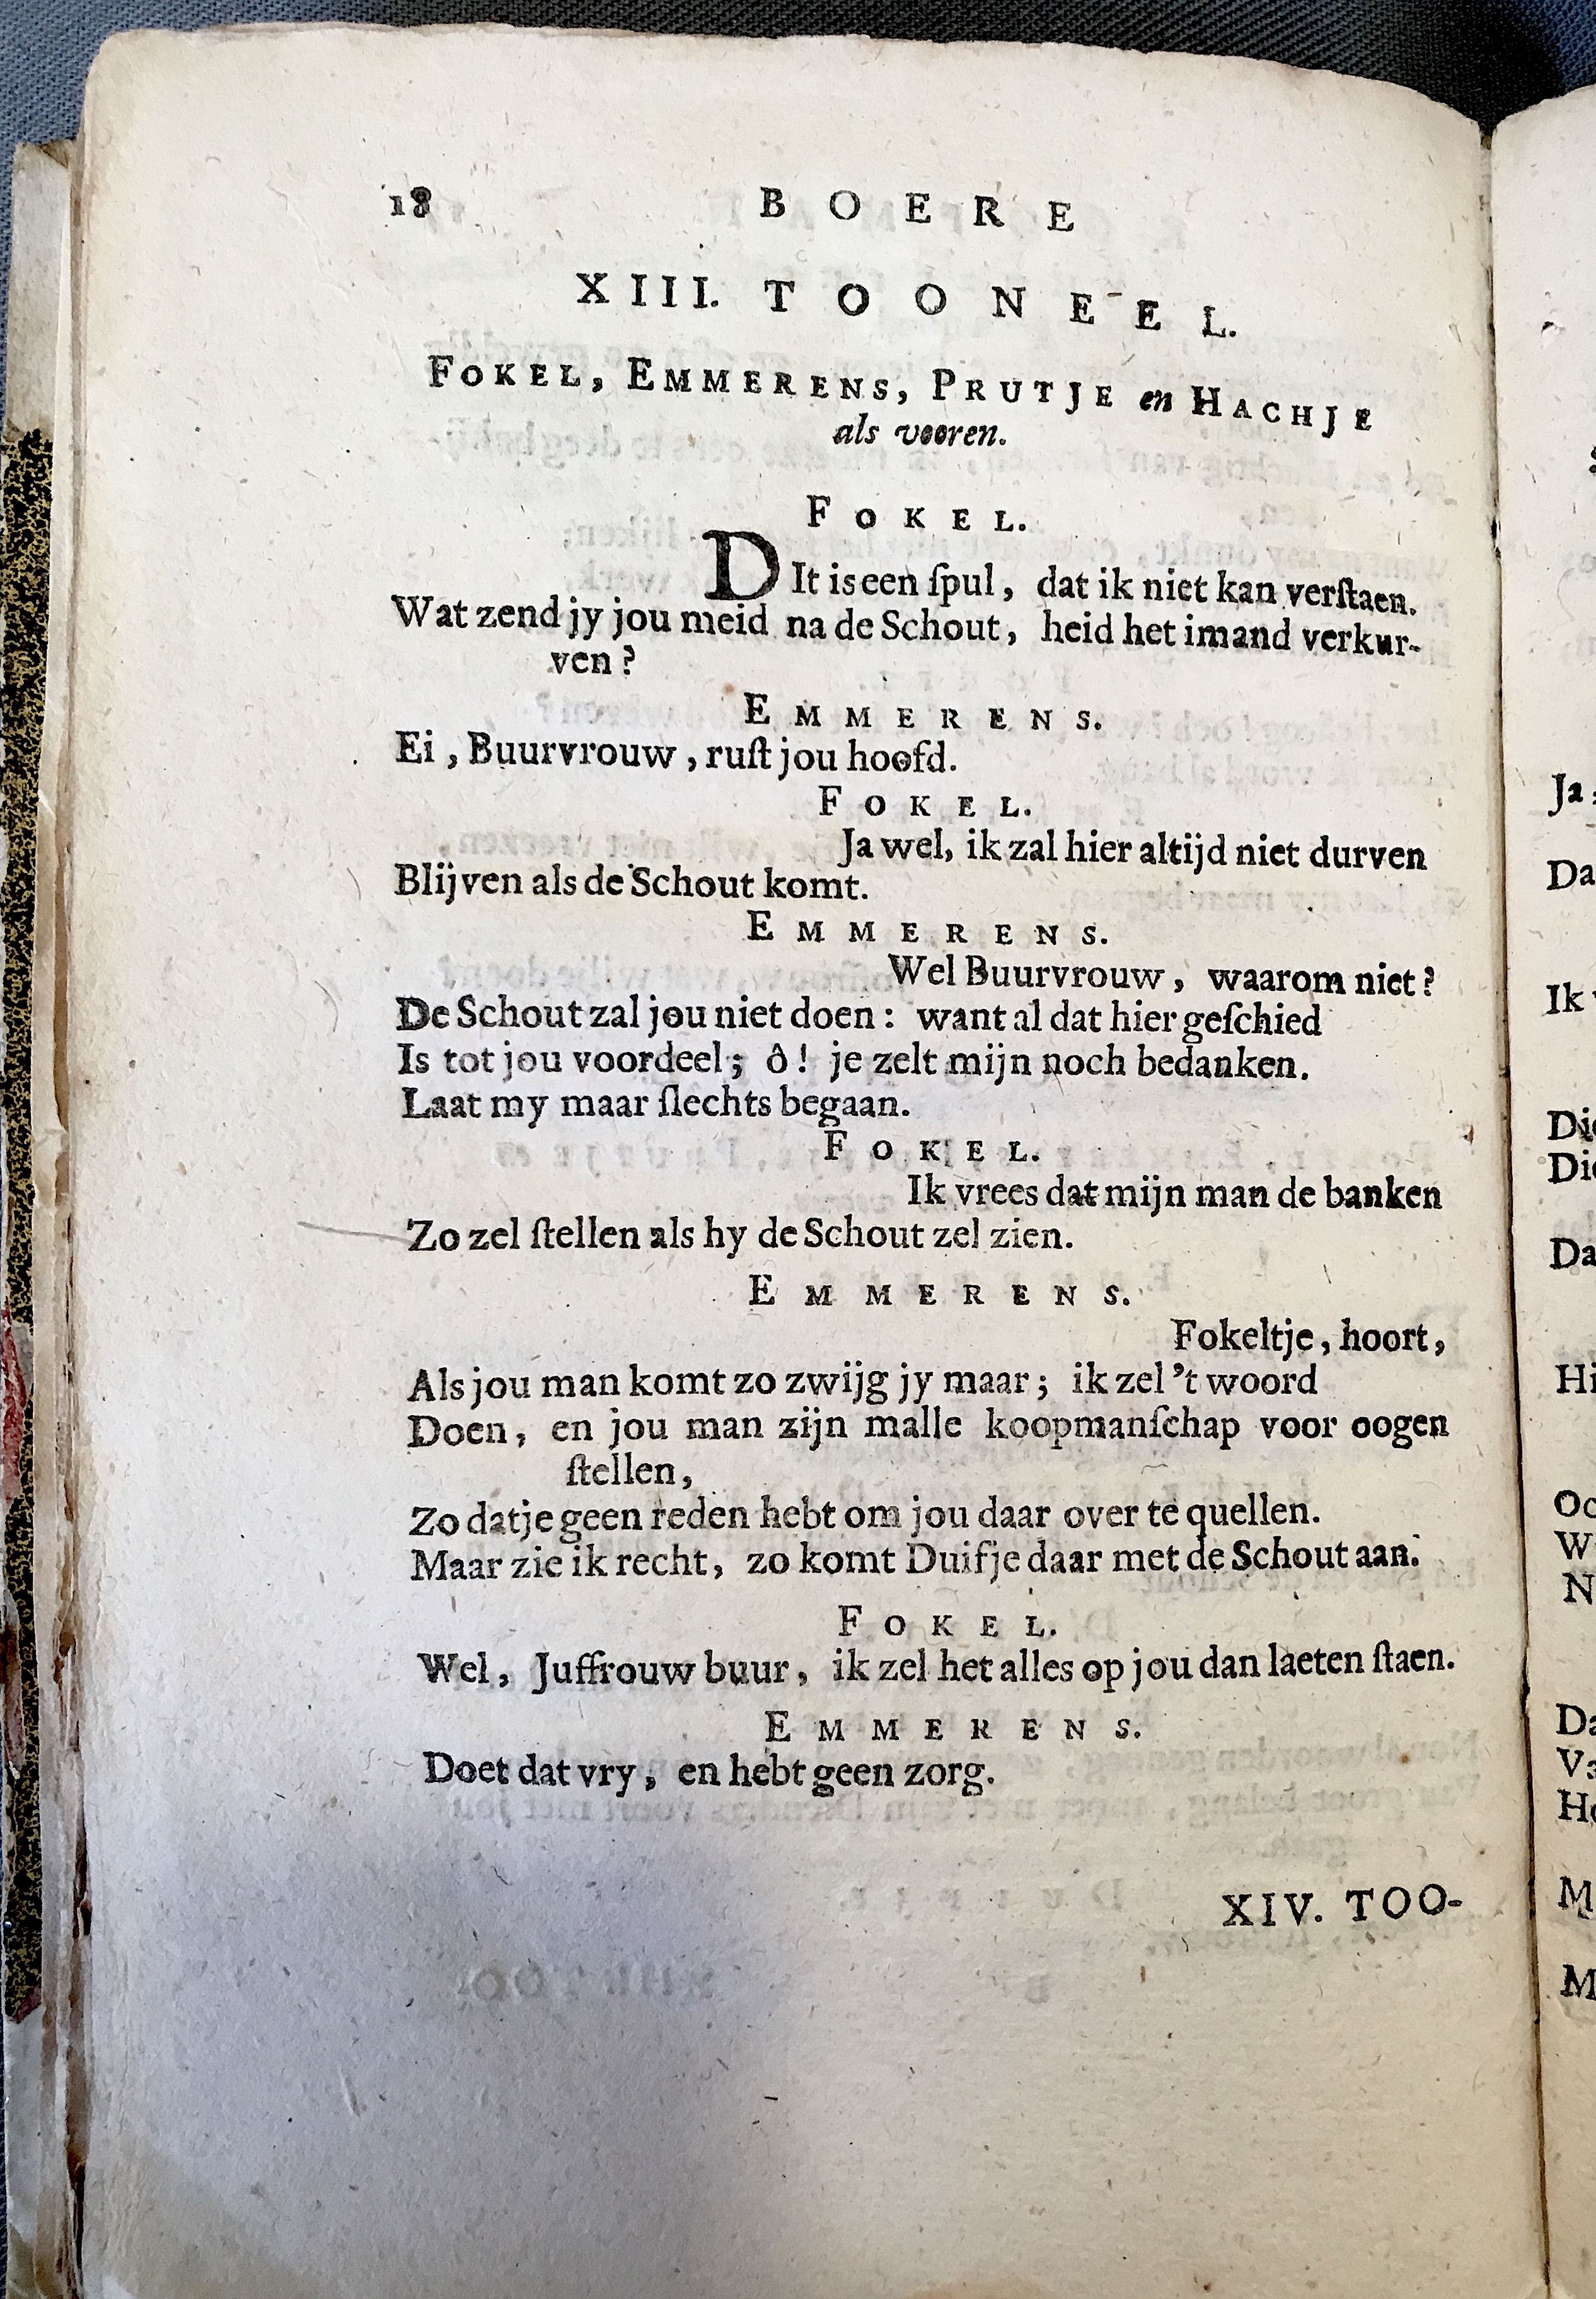 18 BOERE
XIII. TOONEEL.
FOKEL, EMMERENS, PRUTJE en HACHJE
als vooren.
FOKEL.
DIt is een ſpul, dat ik niet kan verſtaen.
Wat zend jy jou meid na de Schout, heid het imand verkur-
ven?
EMMERENS.
Ei, Buurvrouw, ruſt jou hoofd.
FOKEL.
Ja wel, ik zal hier altijd niet durven
Blijven als de Schout komt.
EMMERENS.
Wel Buurvrouw, waarom niet?
De Schout zal jou niet doen: want al dat hier geſchied
Is tot jou voordeel; ô! je zelt mijn noch bedanken.
Laat my maar ſlechts begaan.
FOKEL.
Ik vrees dat mijn man de banken
Zo zel ſtellen als hy de Schout zel zien.
EMMERENS.
Fokeltje, hoort,
Als jou man komt zo zwijg jy maar; ik zel 't woord
Doen, en jou man zijn malle koopmanſchap voor oogen
ſtellen,
Zo datje geen reden hebt om jou daar over te quellen.
Maar zie ik recht, zo komt Duifje daar met de Schout aan.
FOKEL.
Wel, Juffrouw buur, ik zel het alles op jou dan laeten ſtaen.
EMMERENS.
Doet dat vry, en hebt geen zorg.
XIV. TOO-
Ja,
Da
Ik
Da
Hi
Oc
W
N
Da
M
M